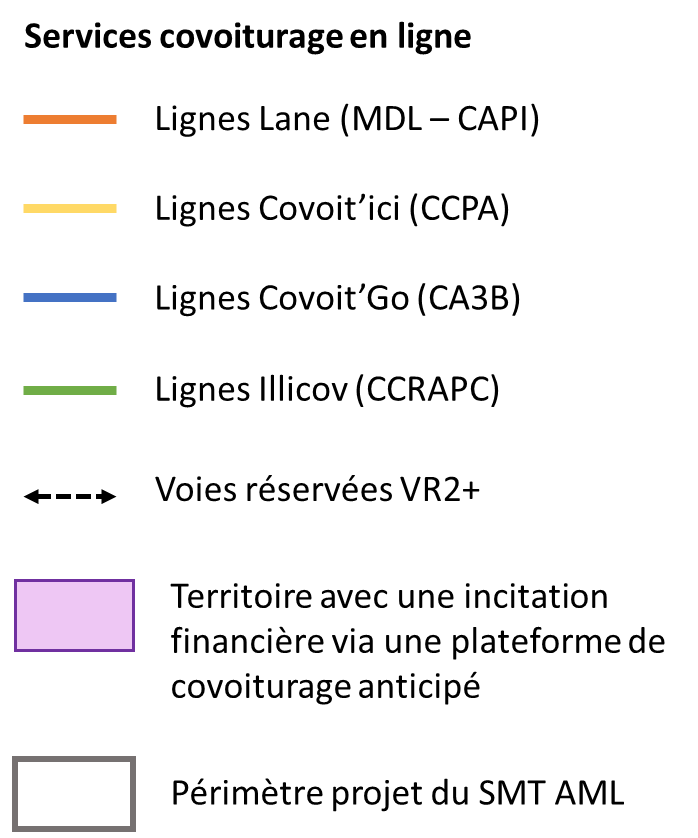 Services covoiturage en ligne
Lignes Lane (MDL – CAPI)
Lignes Covoit’ici (CCPA)
Lignes Covoit’Go (CA3B)
Lignes Illicov (CCRAPC)
Voies réservées VR2+
Territoire avec une incitation
financière via une plateforme de
covoiturage anticipé
Périmètre projet du SMT AML